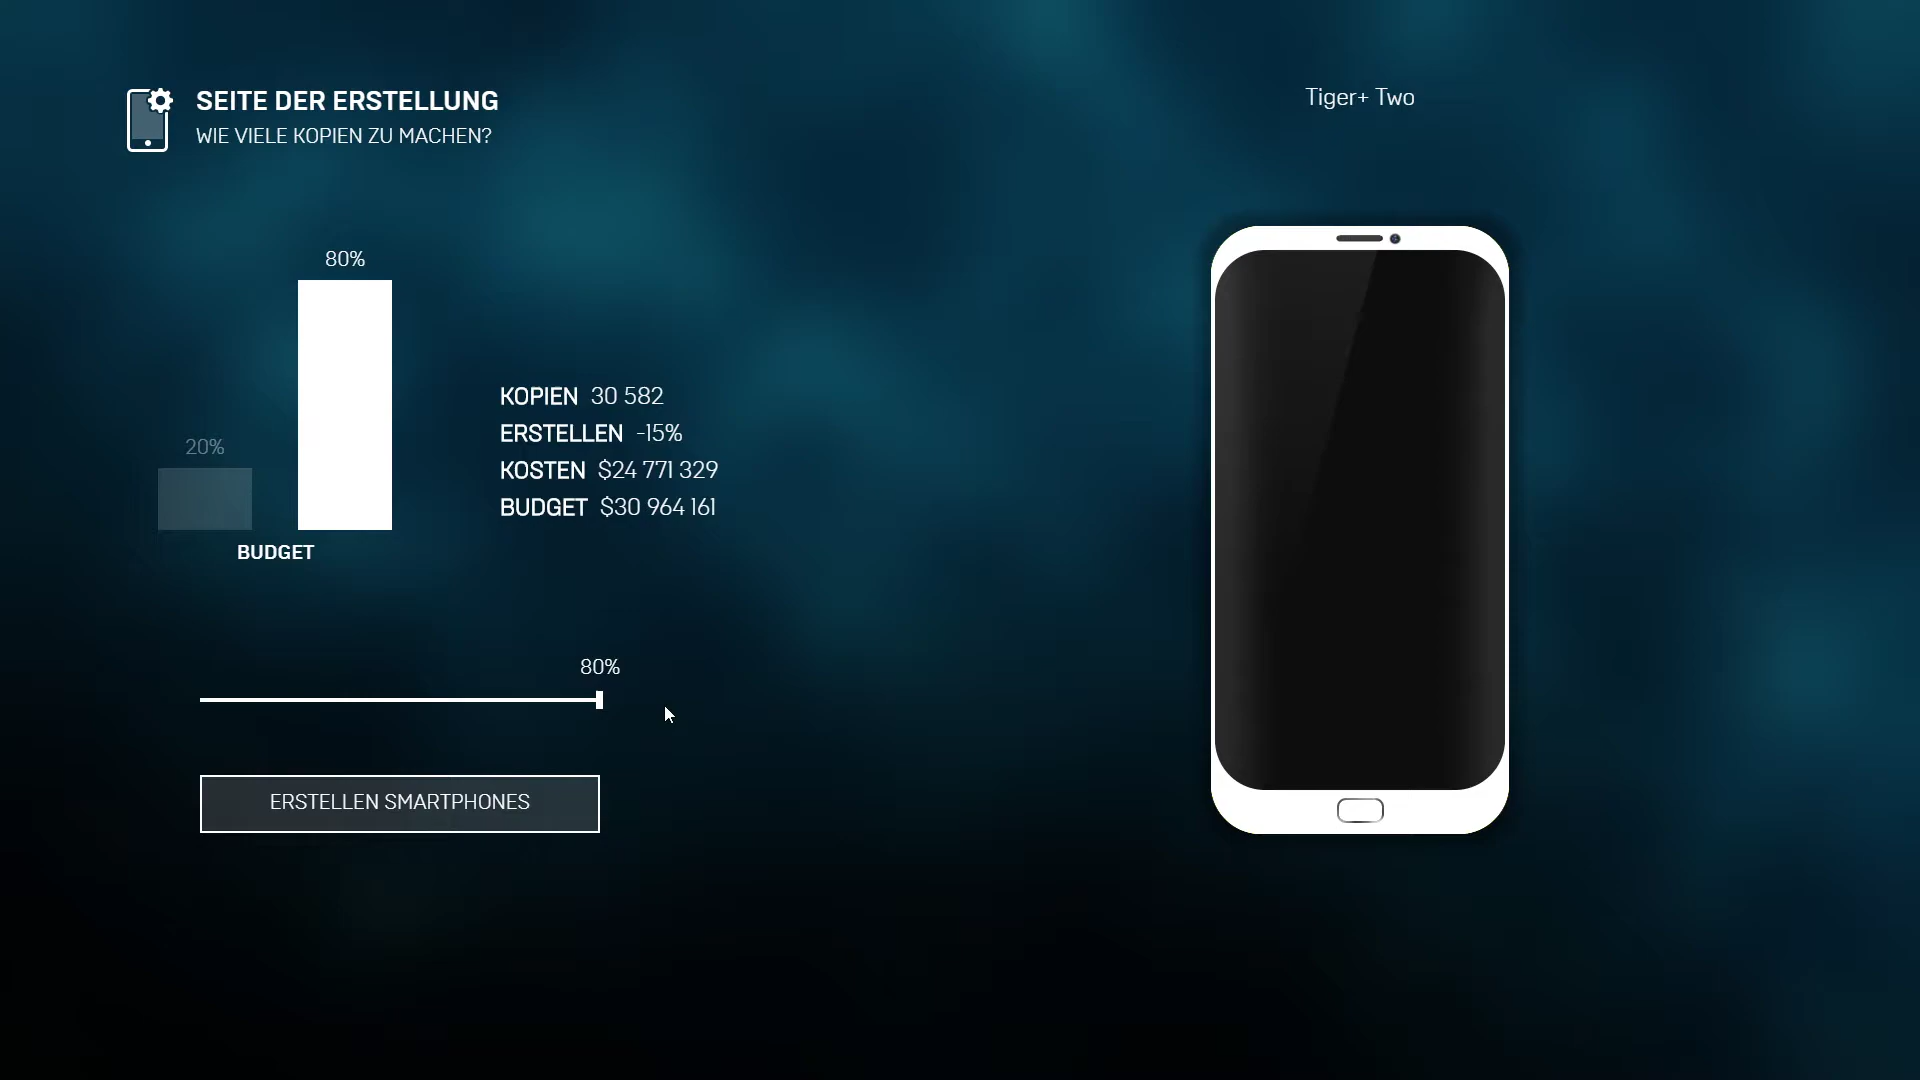 SEITE DER ERSTELLUNG
WIE VIELE KOPIEN ZU MACHEN?
Tiger+ Two
80%
20%
BUDGET
KOPIEN 30 582
ERSTELLEN -15%
KOSTEN $24 771 329
BUDGET $30 964 161
80%
ERSTELLEN SMARTPHONES